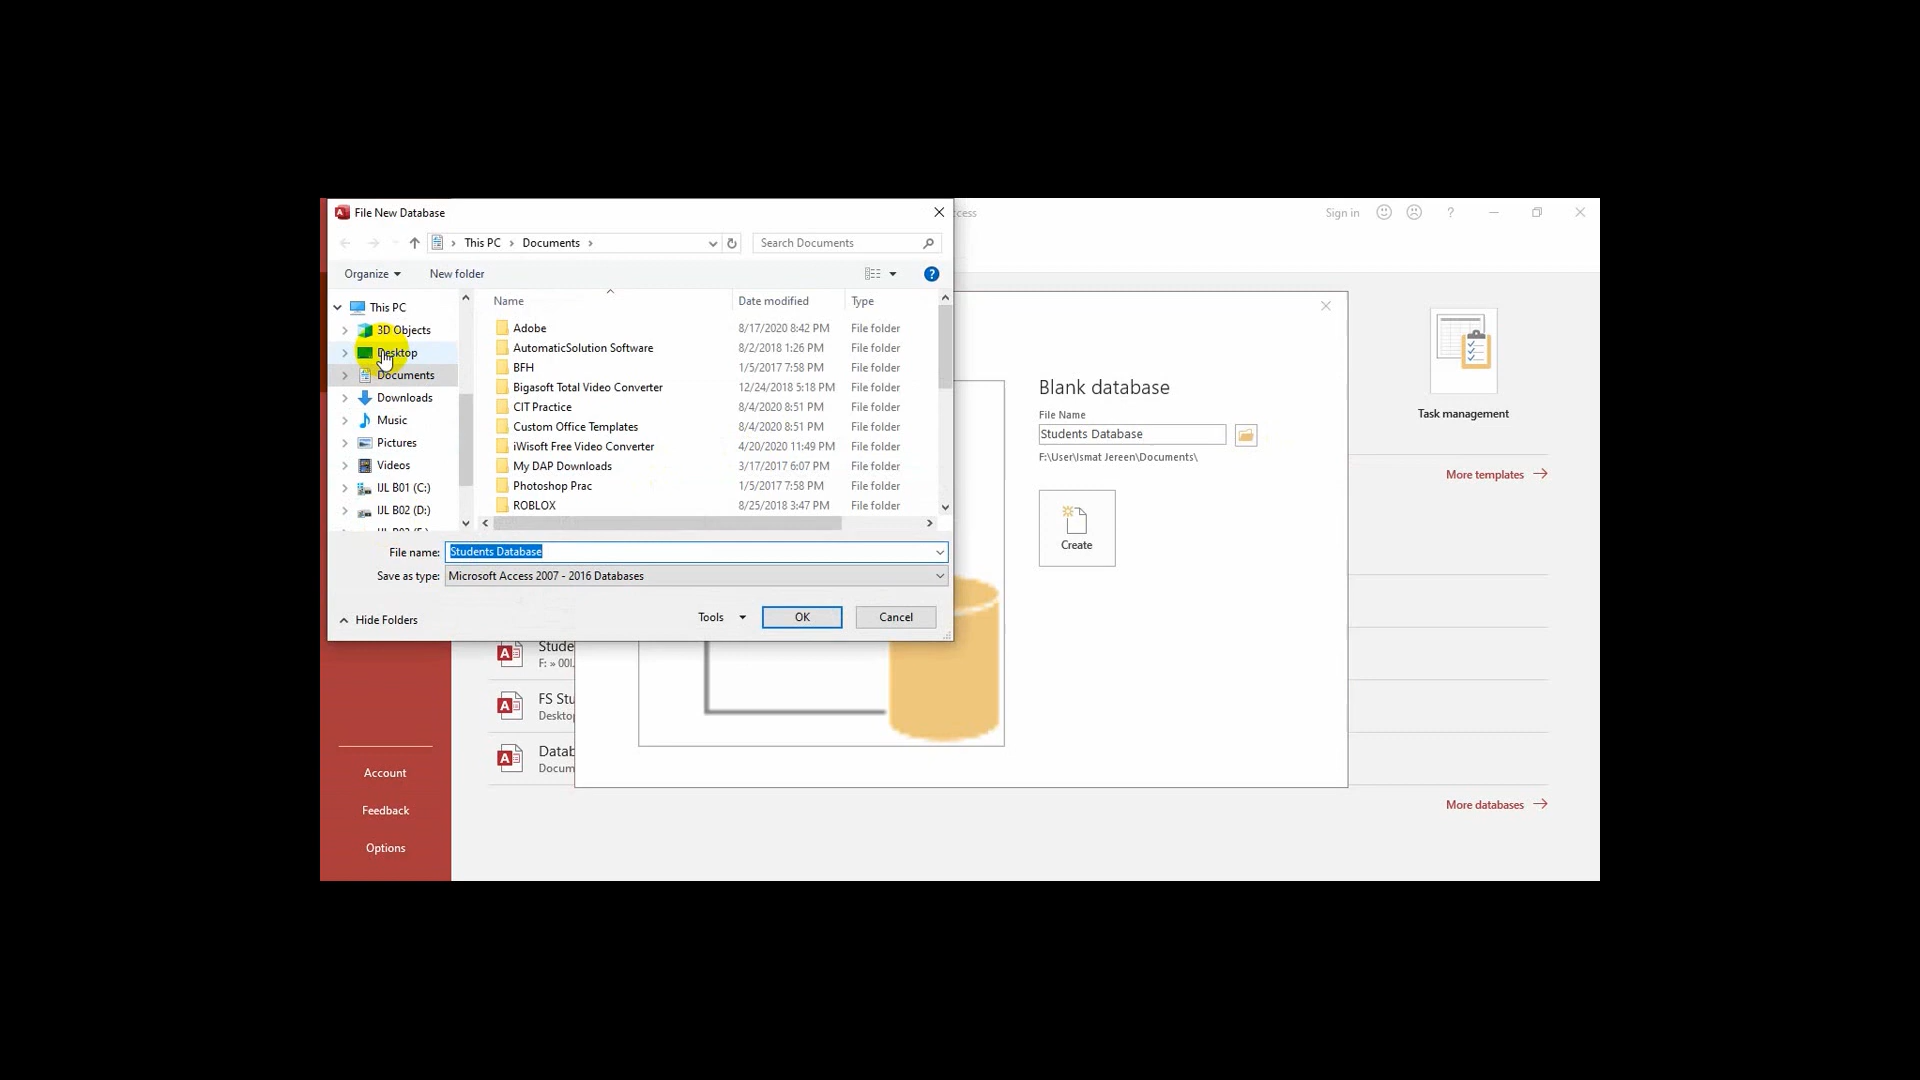 File New Database
cess
Sign in
?
This PC
Documents
Search Documents
Organize
New folder
?
This PC
3D Objects
Desktop
Documents
Downloads
Music
Pictures
Videos
IJL B01 (C:)
IJL B02 (D:)
Name Date modified Type
Adobe 8/17/2020 8:42 PM File folder
AutomaticSolution Software 8/2/2018 1:26 PM File folder
BFH 1/5/2017 7:58 PM File folder
Bigasoft Total Video Converter 12/24/2018 5:18 PM File folder
CIT Practice 8/4/2020 8:51 PM File folder
Custom Office Templates 8/4/2020 8:51 PM File folder
iWisoft Free Video Converter 4/20/2020 11:49 PM File folder
My DAP Downloads 3/17/2017 6:07 PM File folder
Photoshop Prac 1/5/2017 7:58 PM File folder
ROBLOX 8/25/2018 3:47 PM File folder
File name: Students Database
Save as type: Microsoft Access 2007 - 2016 Databases
Hide Folders
Tools
OK
Cancel
Blank database
File Name
Students Database
F:\User\Ismat Jereen\Documents\
Create
Task management
More templates
Stude
F: » 00I
FS Stu
Desktop
Datab
Docum
Account
Feedback
Options
More databases